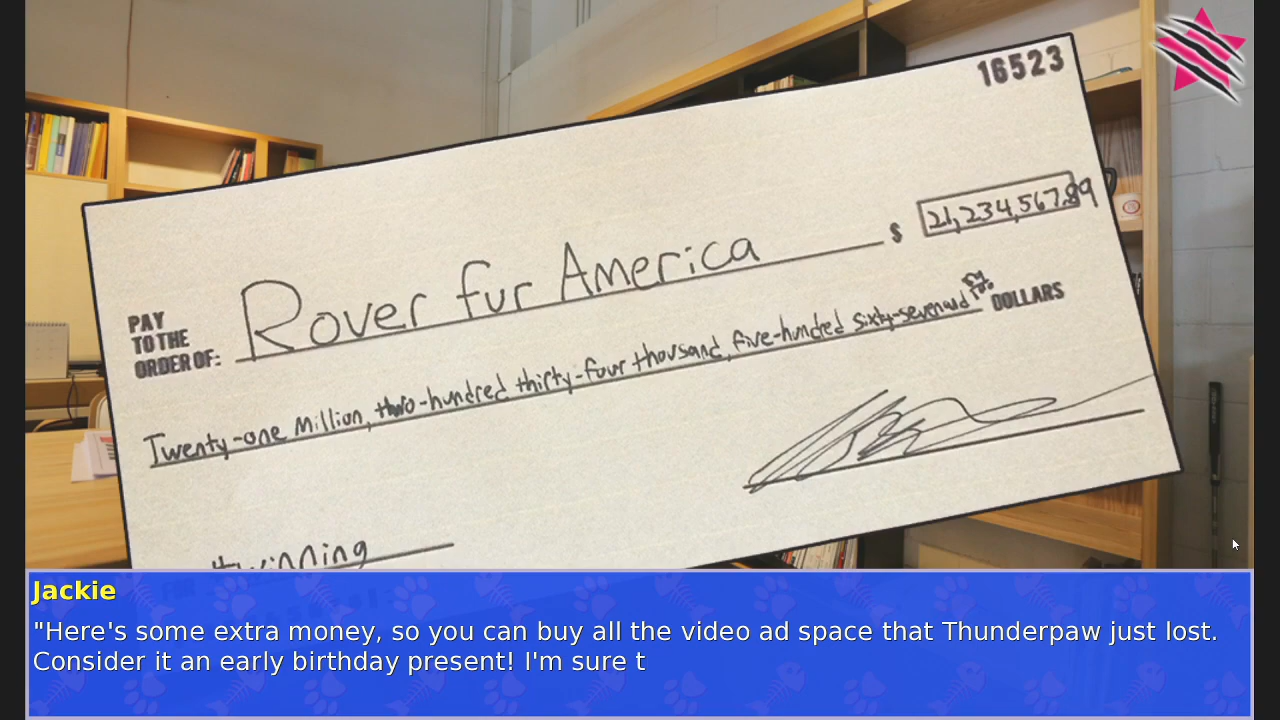 16523
PAY
TO THE
ORDER OF:
Rover fur America
$ 21,234,567.89
Twenty-one Million, two-hundred thirty-four thousand, five-hundred sixty-seven and
DOLLARS
#winning
Jackie
"Here's some extra money, so you can buy all the video ad space that Thunderpaw just lost.
Consider it an early birthday present! I'm sure t